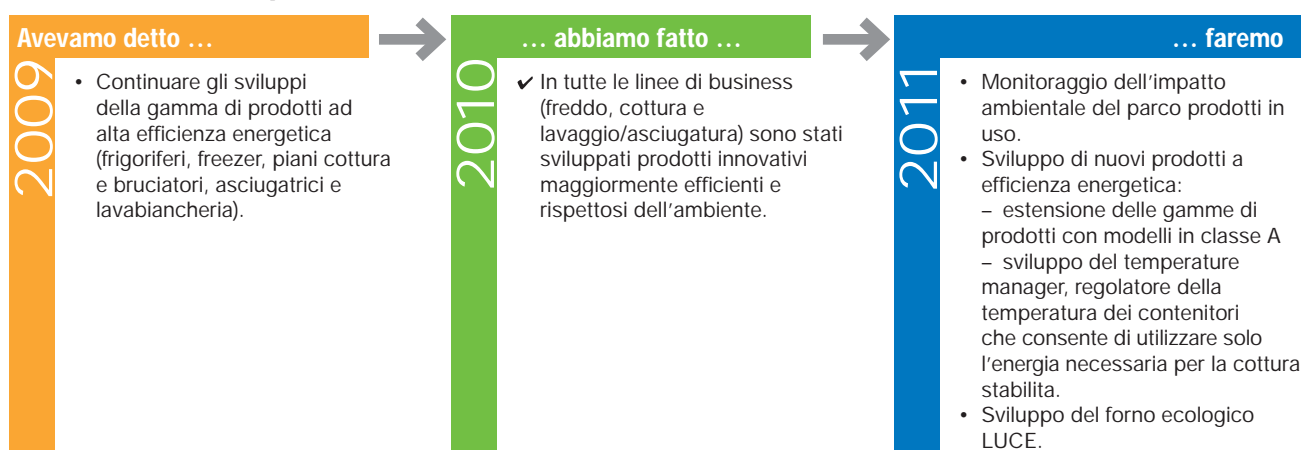 Avevamo detto …
2009
• Continuare gli sviluppi
della gamma di prodotti ad
alta efficienza energetica
(frigoriferi, freezer, piani cottura
e bruciatori, asciugatrici e
lavabiancheria).
… abbiamo fatto …
2010
✔ In tutte le linee di business
(freddo, cottura e
lavaggio/asciugatura) sono stati
sviluppati prodotti innovativi
maggiormente efficienti e
rispettosi dell'ambiente.
… faremo
2011
• Monitoraggio dell'impatto
ambientale del parco prodotti in
uso.
• Sviluppo di nuovi prodotti a
efficienza energetica:
– estensione delle gamme di
prodotti con modelli in classe A
– sviluppo del temperature
manager, regolatore della
temperatura dei contenitori
che consente di utilizzare solo
l'energia necessaria per la cottura
stabilita.
• Sviluppo del forno ecologico
LUCE.